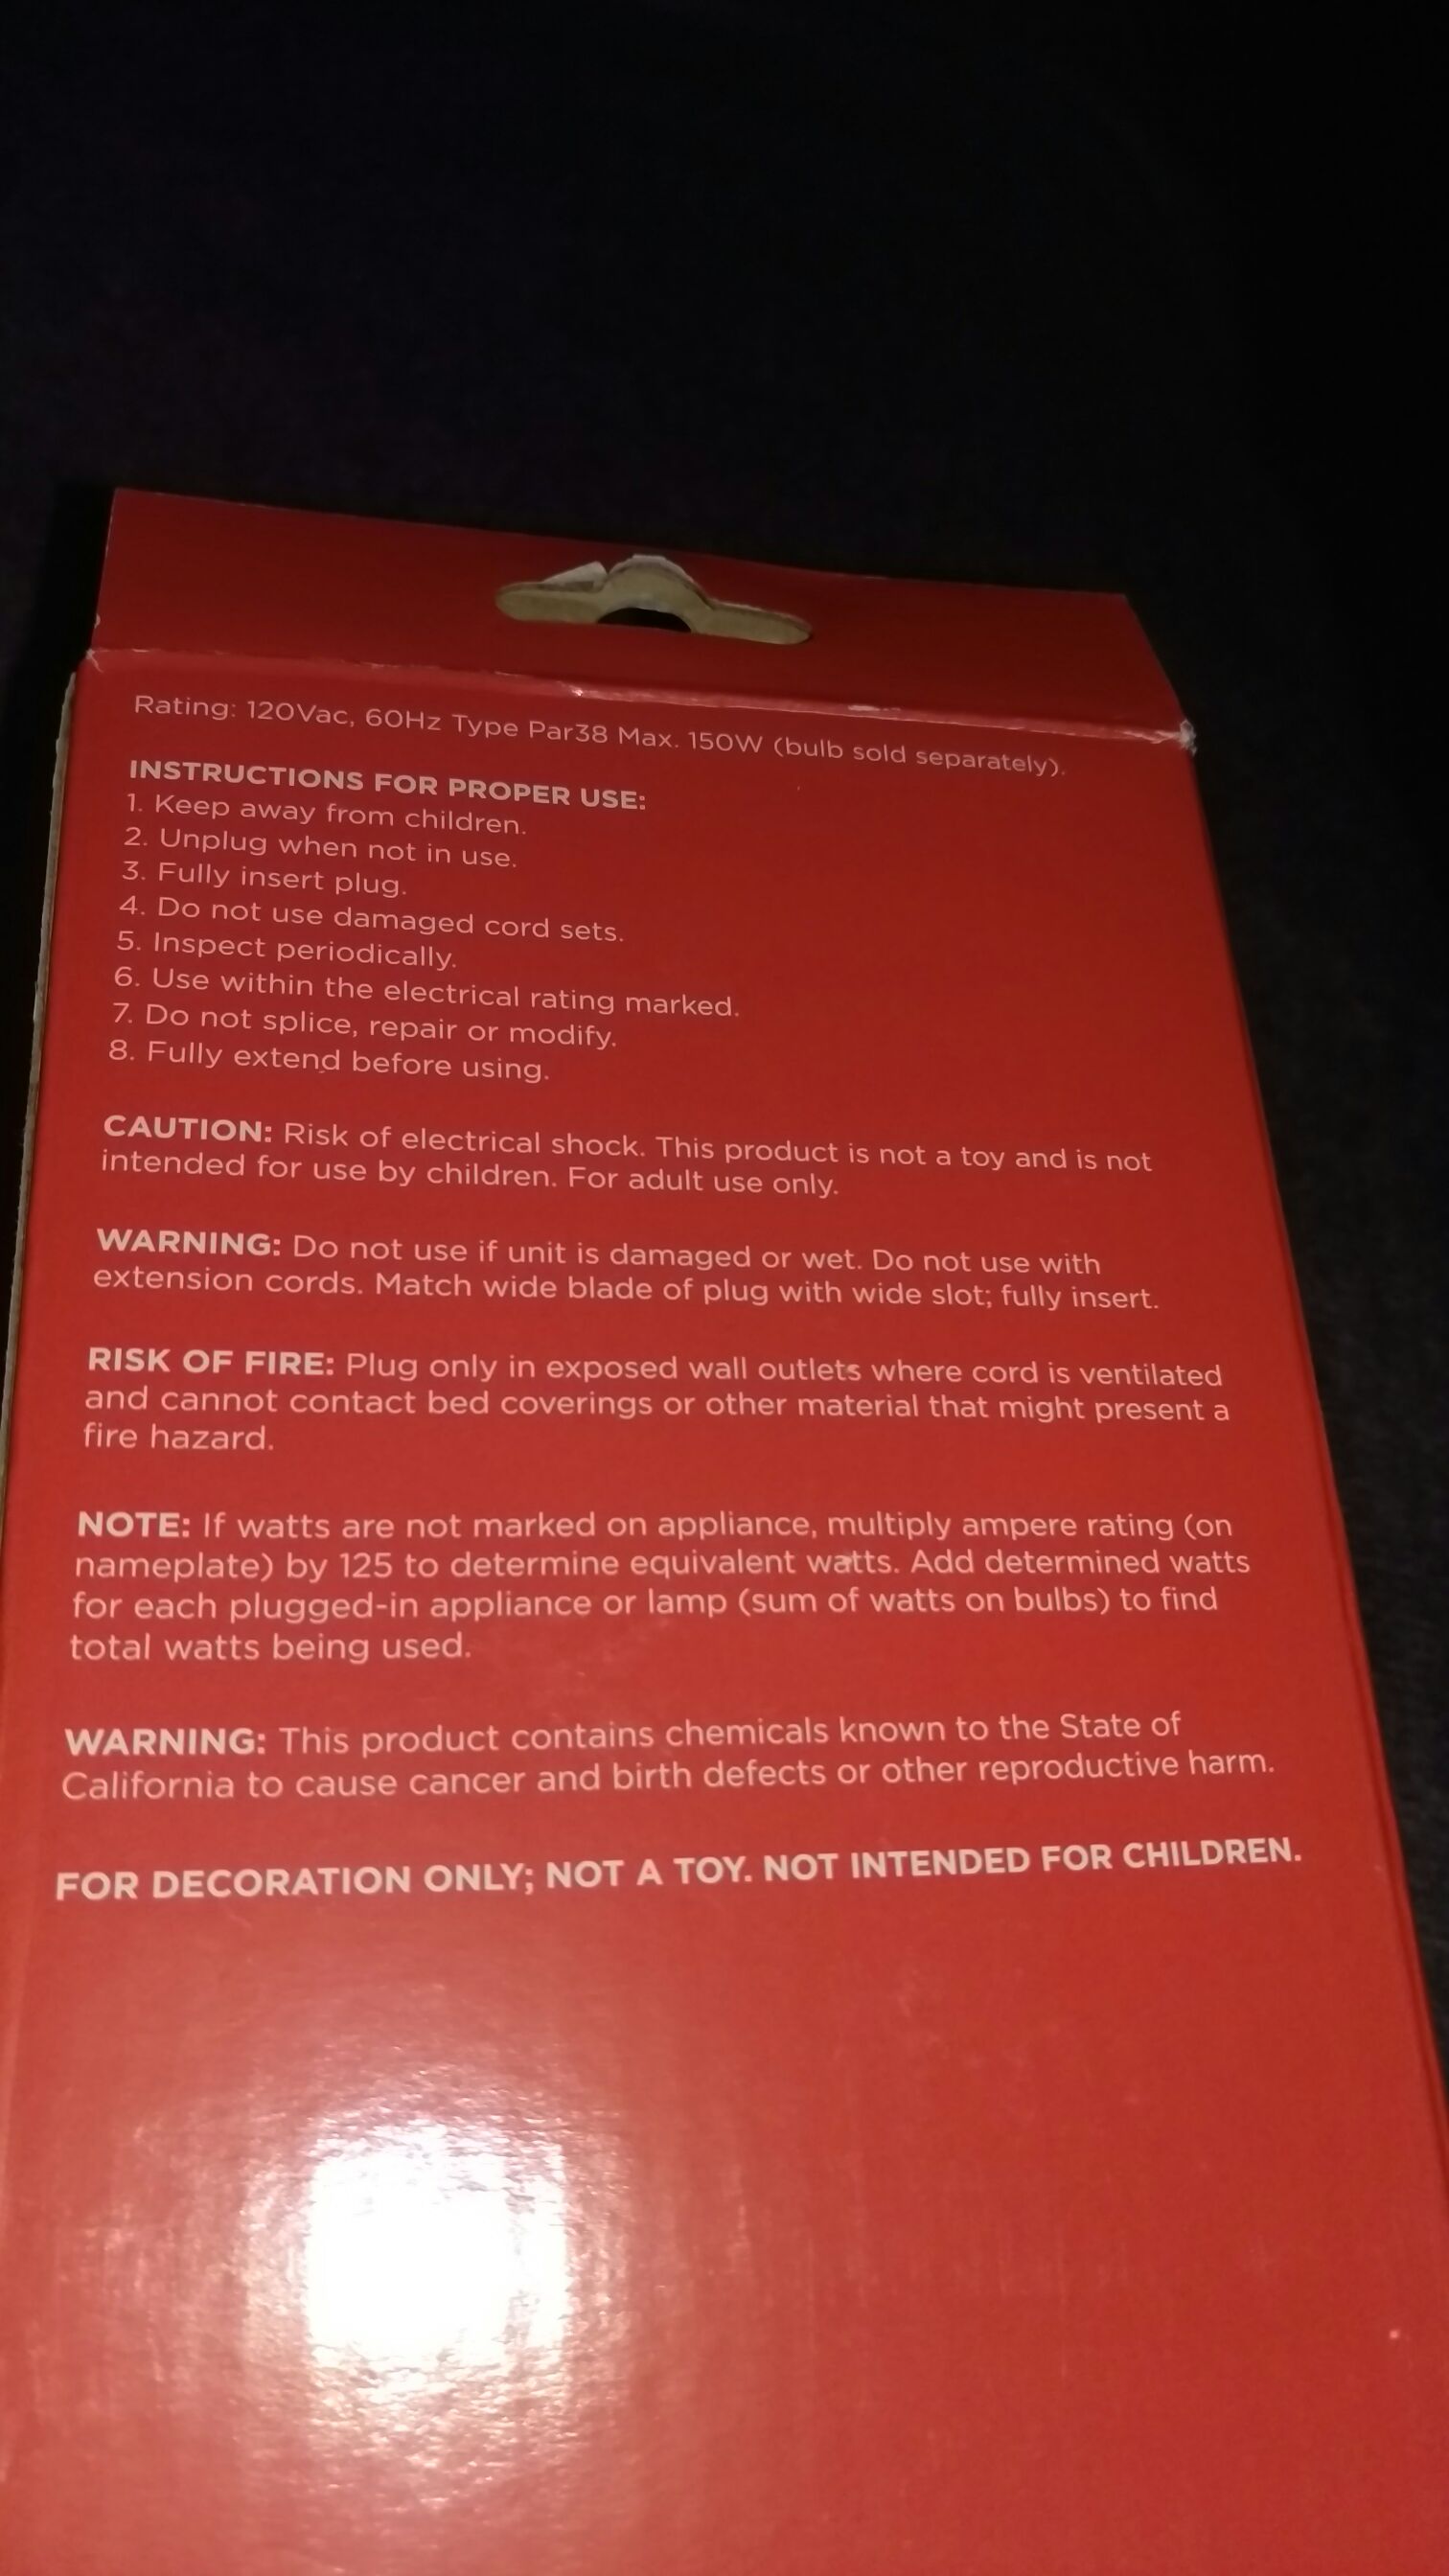 Rating: 120Vac, 60Hz Type Par38 Max. 150W (bulb sold separately).
INSTRUCTIONS FOR PROPER USE:
1. Keep away from children.
2. Unplug when not in use.
3. Fully insert plug.
4. Do not use damaged cord sets.
5. Inspect periodically.
6. Use within the electrical rating marked.
7. Do not splice, repair or modify.
8. Fully extend before using.
CAUTION: Risk of electrical shock. This product is not a toy and is not
intended for use by children. For adult use only.
WARNING: Do not use if unit is damaged or wet. Do not use with
extension cords. Match wide blade of plug with wide slot; fully insert.
RISK OF FIRE: Plug only in exposed wall outlets where cord is ventilated
and cannot contact bed coverings or other material that might present a
fire hazard.
NOTE: If watts are not marked on appliance, multiply ampere rating (on
nameplate) by 125 to determine equivalent watts. Add determined watts
for each plugged-in appliance or lamp (sum of watts on bulbs) to find
total watts being used.
WARNING: This product contains chemicals known to the State of
California to cause cancer and birth defects or other reproductive harm.
FOR DECORATION ONLY; NOT A TOY. NOT INTENDED FOR CHILDREN.